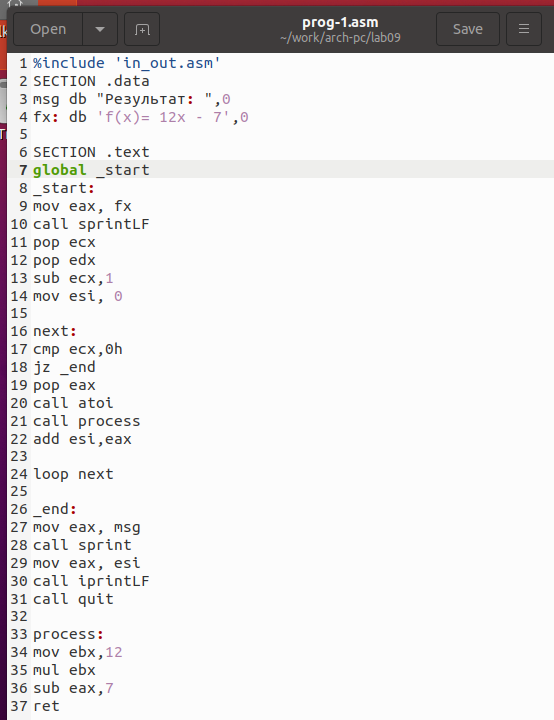 Open
prog-1.asm
~/work/arch-pc/lab09
Save
1 %include 'in_out.asm'
2 SECTION .data
3 msg db "Результат: ",0
4 fx: db 'f(x)= 12x - 7',0
5
6 SECTION .text
7 global _start
8 _start:
9 mov eax, fx
10 call sprintLF
11 pop ecx
12 pop edx
13 sub ecx,1
14 mov esi, 0
15
16 next:
17 cmp ecx,0h
18 jz _end
19 pop eax
20 call atoi
21 call process
22 add esi,eax
23
24 loop next
25
26 _end:
27 mov eax, msg
28 call sprint
29 mov eax, esi
30 call iprintLF
31 call quit
32
33 process:
34 mov ebx,12
35 mul ebx
36 sub eax,7
37 ret